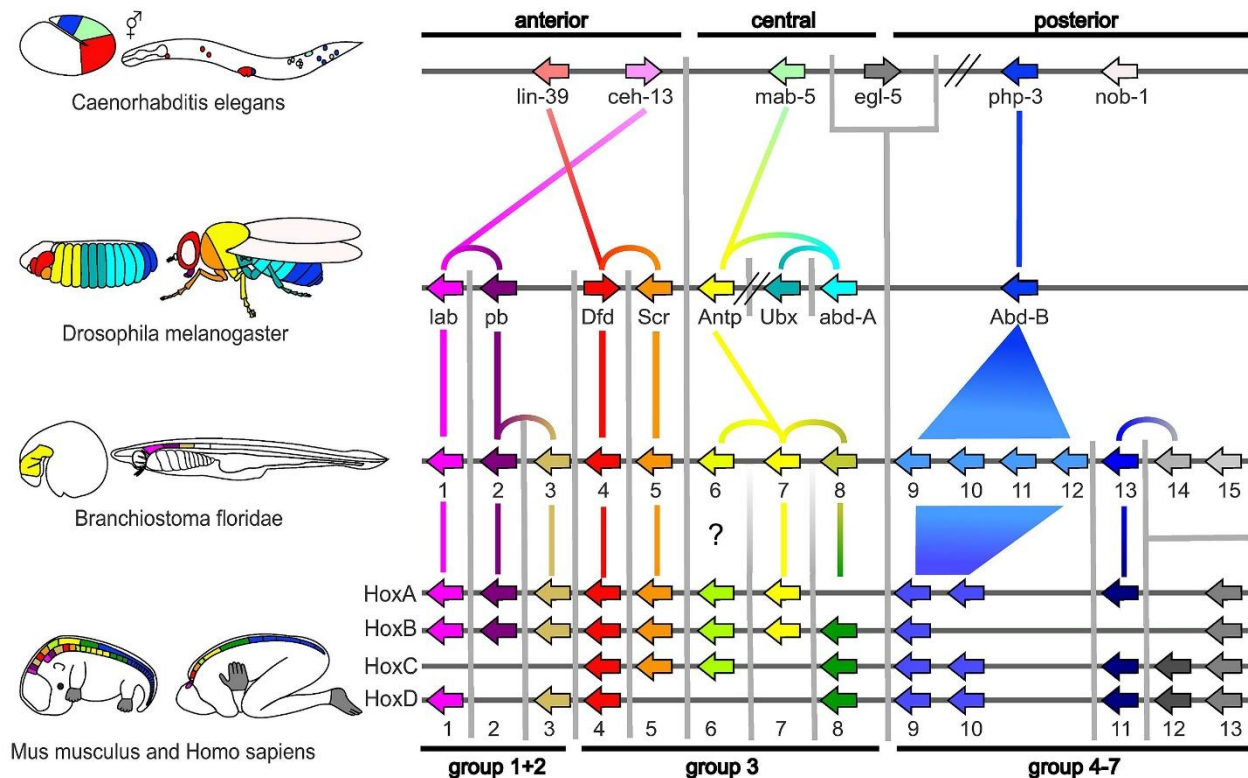 anterior central posterior
♂
Caenorhabditis elegans
lin-39 ceh-13 mab-5 egl-5 php-3 nob-1
Drosophila melanogaster
lab pb Dfd Scr Antp Ubx abd-A Abd-B
1 2 3 4 5 6 7 8 9 10 11 12 13 14 15
Branchiostoma floridae
?
HoxA
HoxB
HoxC
HoxD
1 2 3 4 5 6 7 8 9 10 11 12 13
Mus musculus and Homo sapiens
group 1+2 group 3 group 4-7